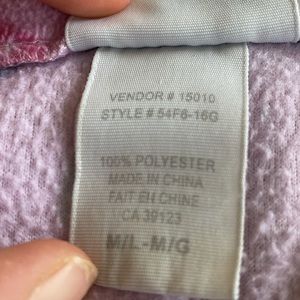 VENDOR # 15010
STYLE # 54F6-16G
100% POLYESTER
MADE IN CHINA
FAIT EN CHINE
CA 39123
M/L-M/G